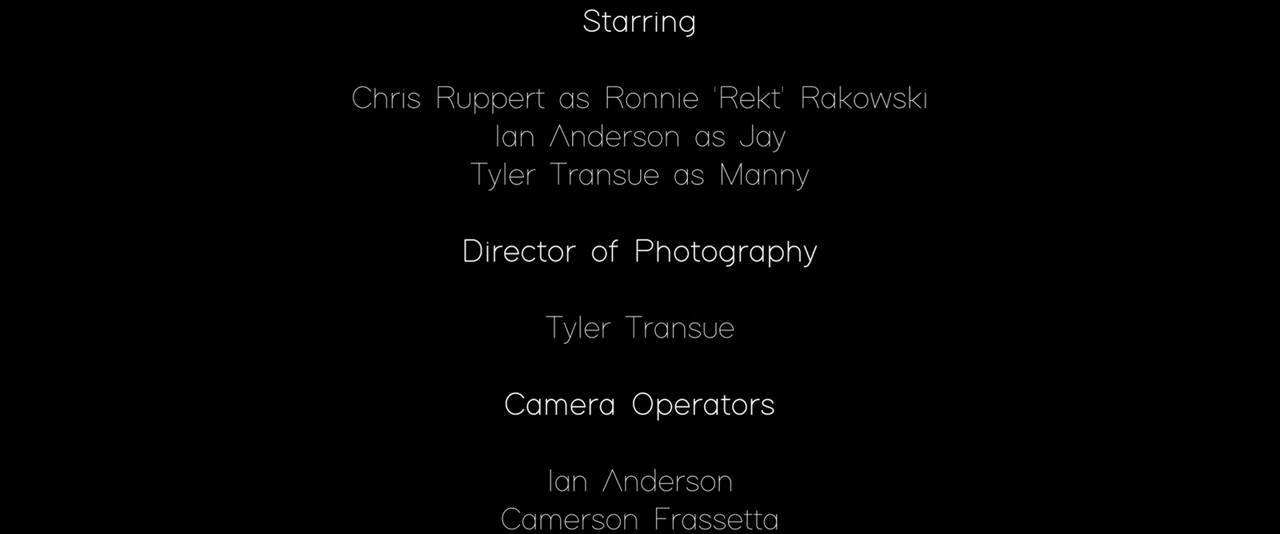 Starring
Chris Ruppert as Ronnie 'Rekt' Rakowski
Ian Anderson as Jay
Tyler Transue as Manny
Director of Photography
Tyler Transue
Camera Operators
Ian Anderson
Camerson Frassetta